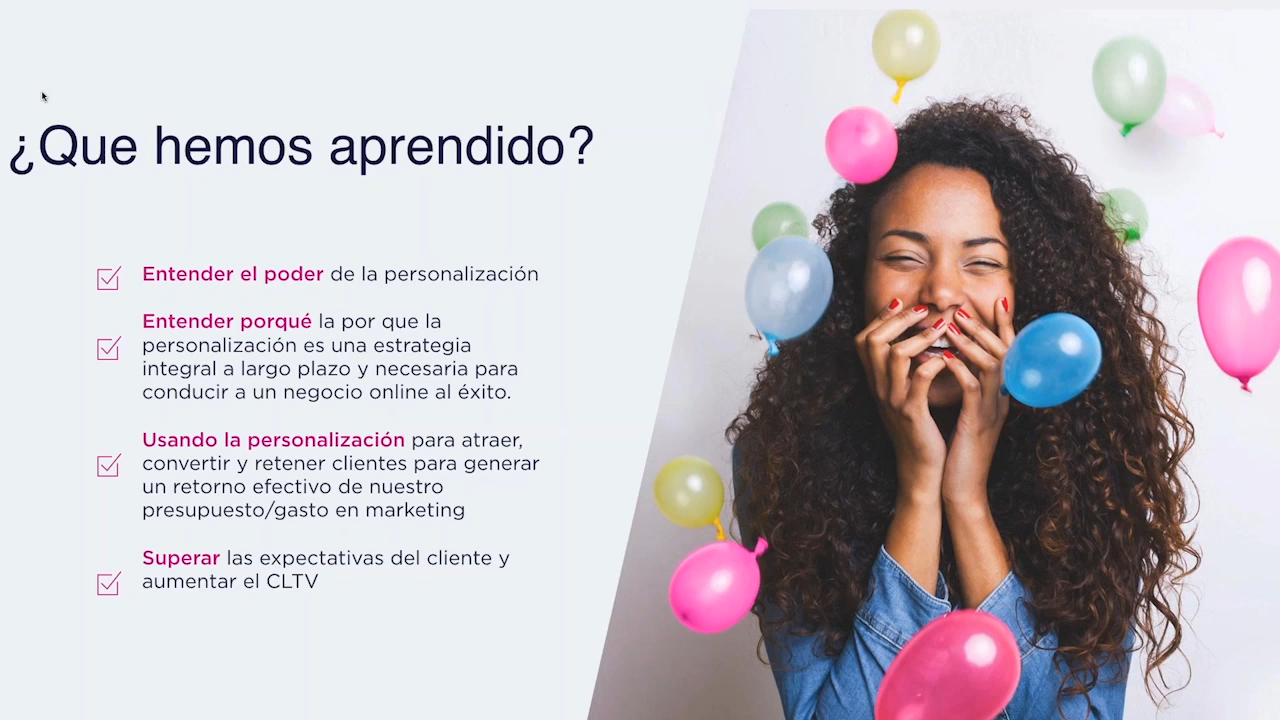 ¿Que hemos aprendido?
Entender el poder de la personalización
Entender porqué la por que la
personalización es una estrategia
integral a largo plazo y necesaria para
conducir a un negocio online al éxito.
Usando la personalización para atraer,
convertir y retener clientes para generar
un retorno efectivo de nuestro
presupuesto/gasto en marketing
Superar las expectativas del cliente y
aumentar el CLTV